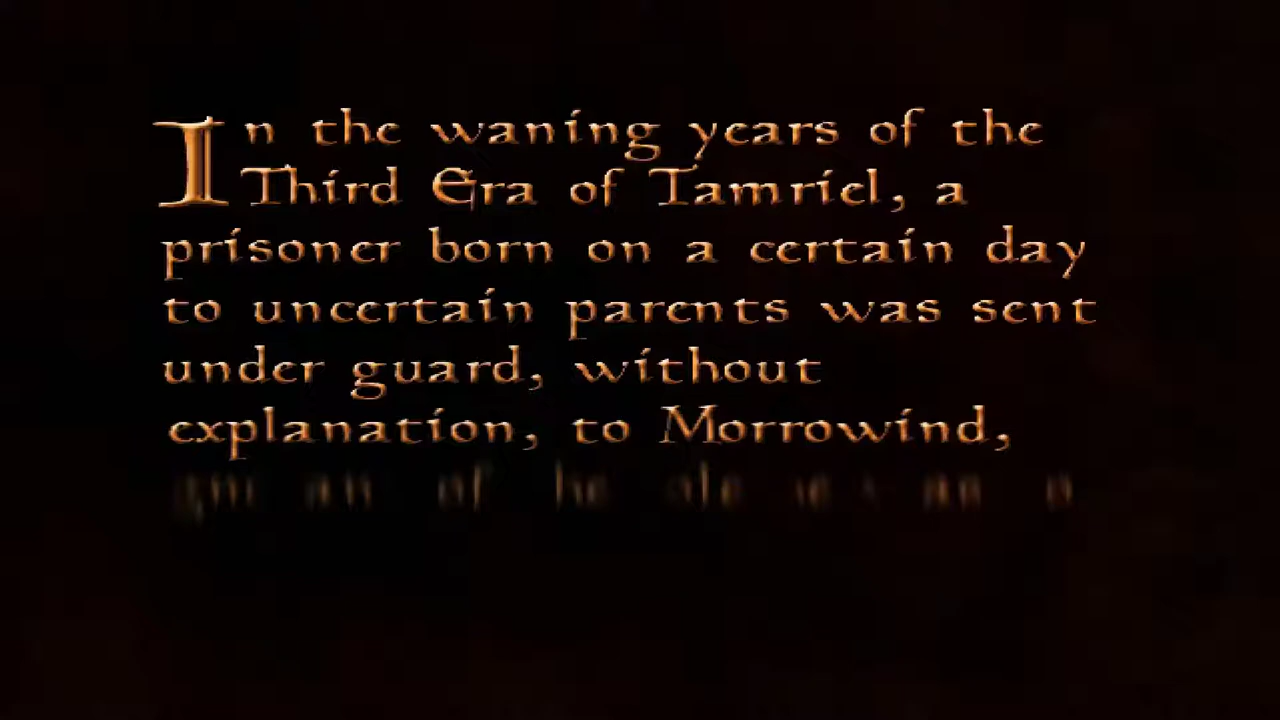 In the waning years of the
Third Era of Tamriel, a
prisoner born on a certain day
to uncertain parents was sent
under guard, without
explanation, to Morrowind,